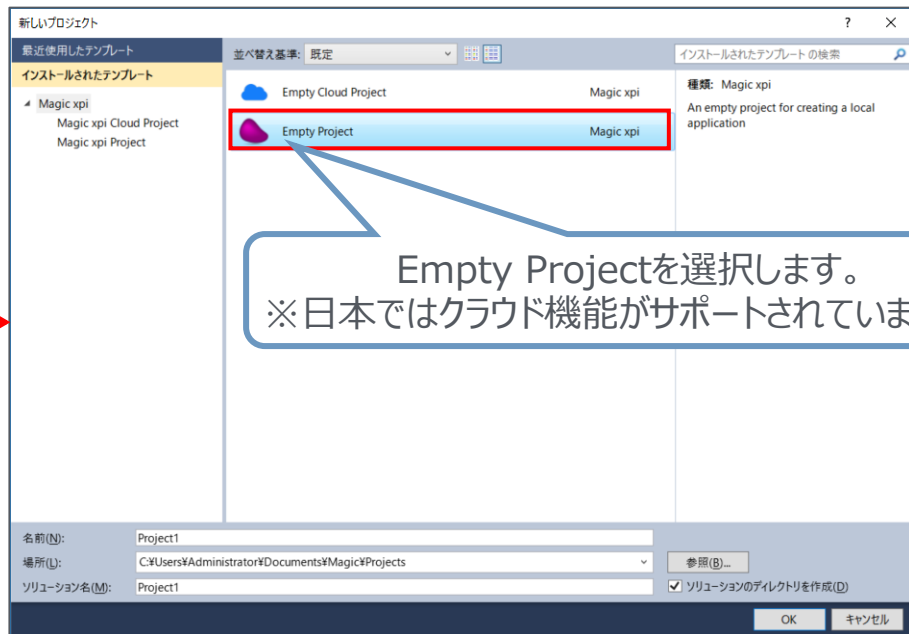 新しいプロジェクト
? ×
最近使用したテンプレート
並べ替え基準: 既定
インストールされたテンプレート の検索
インストールされたテンプレート
Magic xpi
Magic xpi Cloud Project
Magic xpi Project
Empty Cloud Project Magic xpi
Empty Project Magic xpi
種類: Magic xpi
An empty project for creating a local
application
Empty Projectを選択します。
※日本ではクラウド機能がサポートされていま
名前(N): Project1
場所(L): C:¥Users¥Administrator¥Documents¥Magic¥Projects 参照(B)...
ソリューション名(M): Project1 ソリューションのディレクトリを作成(D)
OK キャンセル